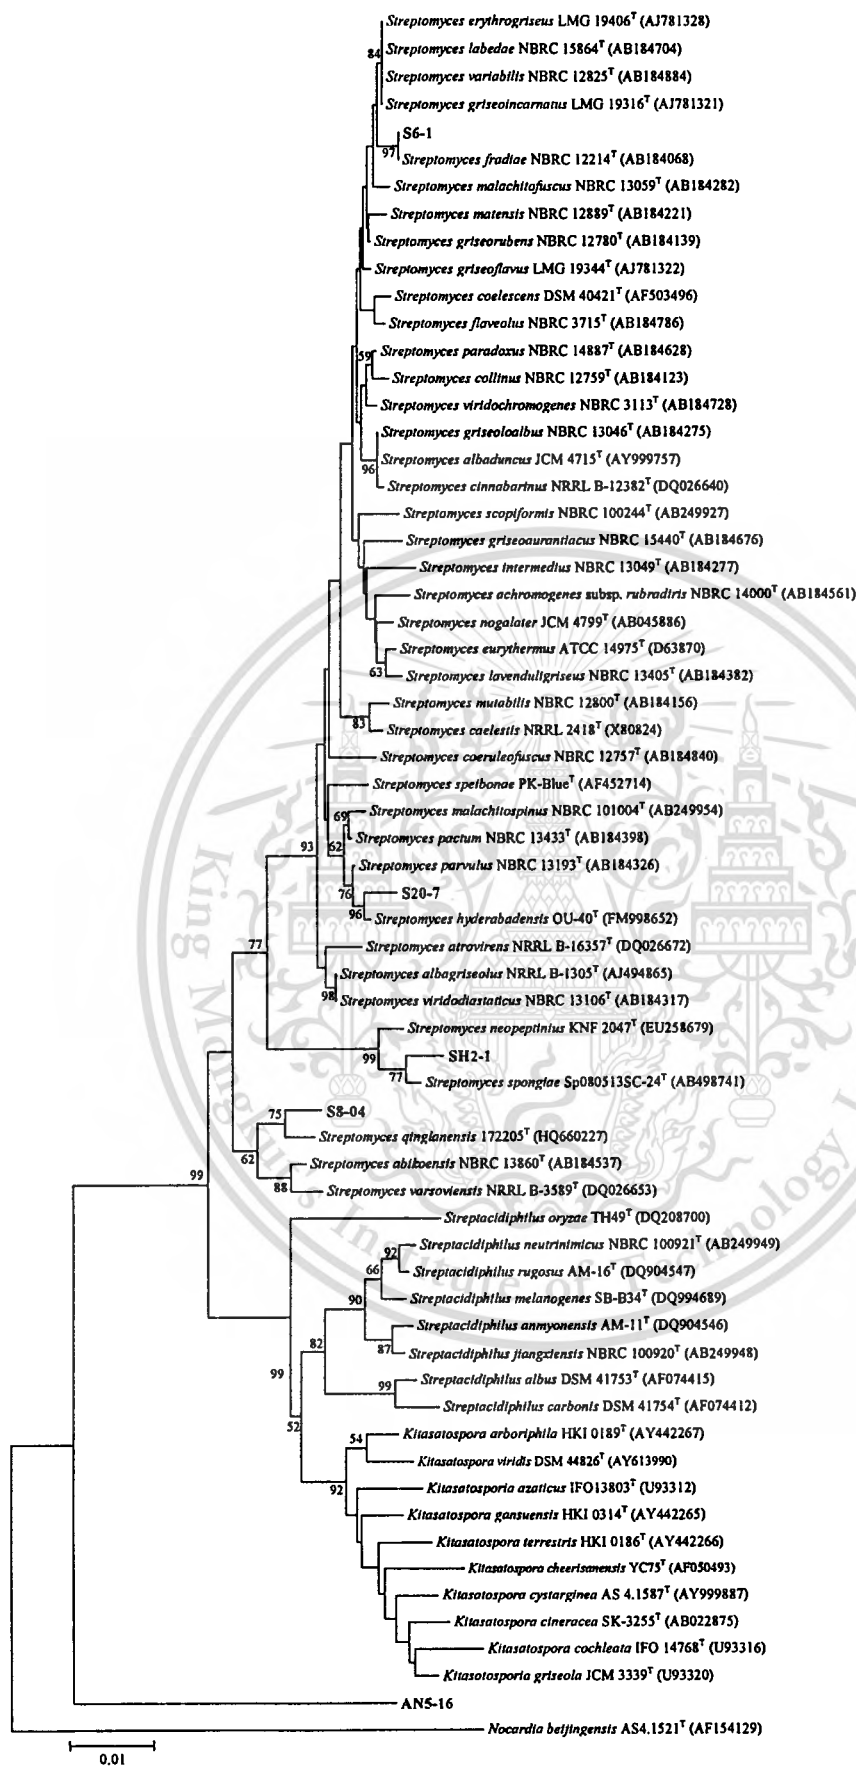 Streptomyces erythrogriseus LMG 19406T (AJ781328)
84
Streptomyces labedae NBRC 15864T (AB184704)
Streptomyces variabilis NBRC 12825T (AB184884)
Streptomyces griseoincarnatus LMG 19316T (AJ781321)
S6-1
97
Streptomyces fradiae NBRC 12214T (AB184068)
Streptomyces malachitofuscus NBRC 13059T (AB184282)
Streptomyces matensis NBRC 12889T (AB184221)
Streptomyces griseorubens NBRC 12780T (AB184139)
Streptomyces griseoflavus LMG 19344T (AJ781322)
Streptomyces coelescens DSM 40421T (AF503496)
Streptomyces flaveolus NBRC 3715T (AB184786)
59
Streptomyces paradoxus NBRC 14887T (AB184628)
Streptomyces collinus NBRC 12759T (AB184123)
Streptomyces viridochromogenes NBRC 3113T (AB184728)
Streptomyces griseoloalbus NBRC 13046T (AB184275)
96
Streptomyces albaduncus JCM 4715T (AY999757)
Streptomyces cinnabarinus NRRL B-12382T (DQ026640)
Streptomyces scopiformis NBRC 100244T (AB249927)
Streptomyces griseoaurantiacus NBRC 15440T (AB184676)
Streptomyces intermedius NBRC 13049T (AB184277)
Streptomyces achromogenes subsp. rubradiris NBRC 14000T (AB184561)
Streptomyces nogalater JCM 4799T (AB045886)
Streptomyces eurythermus ATCC 14975T (D63870)
63
Streptomyces lavenduligriseus NBRC 13405T (AB184382)
Streptomyces mutabilis NBRC 12800T (AB184156)
83
Streptomyces caelestis NRRL 2418T (X80824)
Streptomyces coeruleofuscus NBRC 12757T (AB184840)
Streptomyces speibonae PK-BlueT (AF452714)
69
Streptomyces malachitospinus NBRC 101004T (AB249954)
62
Streptomyces pactum NBRC 13433T (AB184398)
93
Streptomyces parvulus NBRC 13193T (AB184326)
76
S20-7
96
Streptomyces hyderabadensis OU-40T (FM998652)
77
Streptomyces atrovirens NRRL B-16357T (DQ026672)
Streptomyces albogriseolus NRRL B-1305T (AJ494865)
98
Streptomyces viridodiastaticus NBRC 13106T (AB184317)
Streptomyces neopeptinius KNF 2047T (EU258679)
99
SH2-1
77
Streptomyces spongiae Sp080513SC-24T (AB498741)
75
S8-04
Streptomyces qinglanensis 172205T (HQ660227)
62
Streptomyces abikoensis NBRC 13860T (AB184537)
99
88
Streptomyces varsoviensis NRRL B-3589T (DQ026653)
Streptacidiphilus oryzae TH49T (DQ208700)
Streptacidiphilus neutrinimicus NBRC 100921T (AB249949)
92
66
Streptacidiphilus rugosus AM-16T (DQ904547)
90
Streptacidiphilus melanogenes SB-B34T (DQ994689)
Streptacidiphilus anmyonensis AM-11T (DQ904546)
82
87
Streptacidiphilus jiangxiensis NBRC 100920T (AB249948)
99
99
Streptacidiphilus albus DSM 41753T (AF074415)
Streptacidiphilus carbonis DSM 41754T (AF074412)
52
54
Kitasatospora arboriphila HKI 0189T (AY442267)
Kitasatospora viridis DSM 44826T (AY613990)
92
Kitasatosporia azaticus IFO13803T (U93312)
Kitasatospora gansuensis HKI 0314T (AY442265)
Kitasatospora terrestris HKI 0186T (AY442266)
Kitasatospora cheerisanensis YC75T (AF050493)
Kitasatospora cystarginea AS 4.1587T (AY999887)
Kitasatospora cineracea SK-3255T (AB022875)
Kitasatospora cochleata IFO 14768T (U93316)
Kitasatosporia griseola JCM 3339T (U93320)
AN5-16
Nocardia beijingensis AS4.1521T (AF154129)
0.01
King Mongkut's Institute of Technology